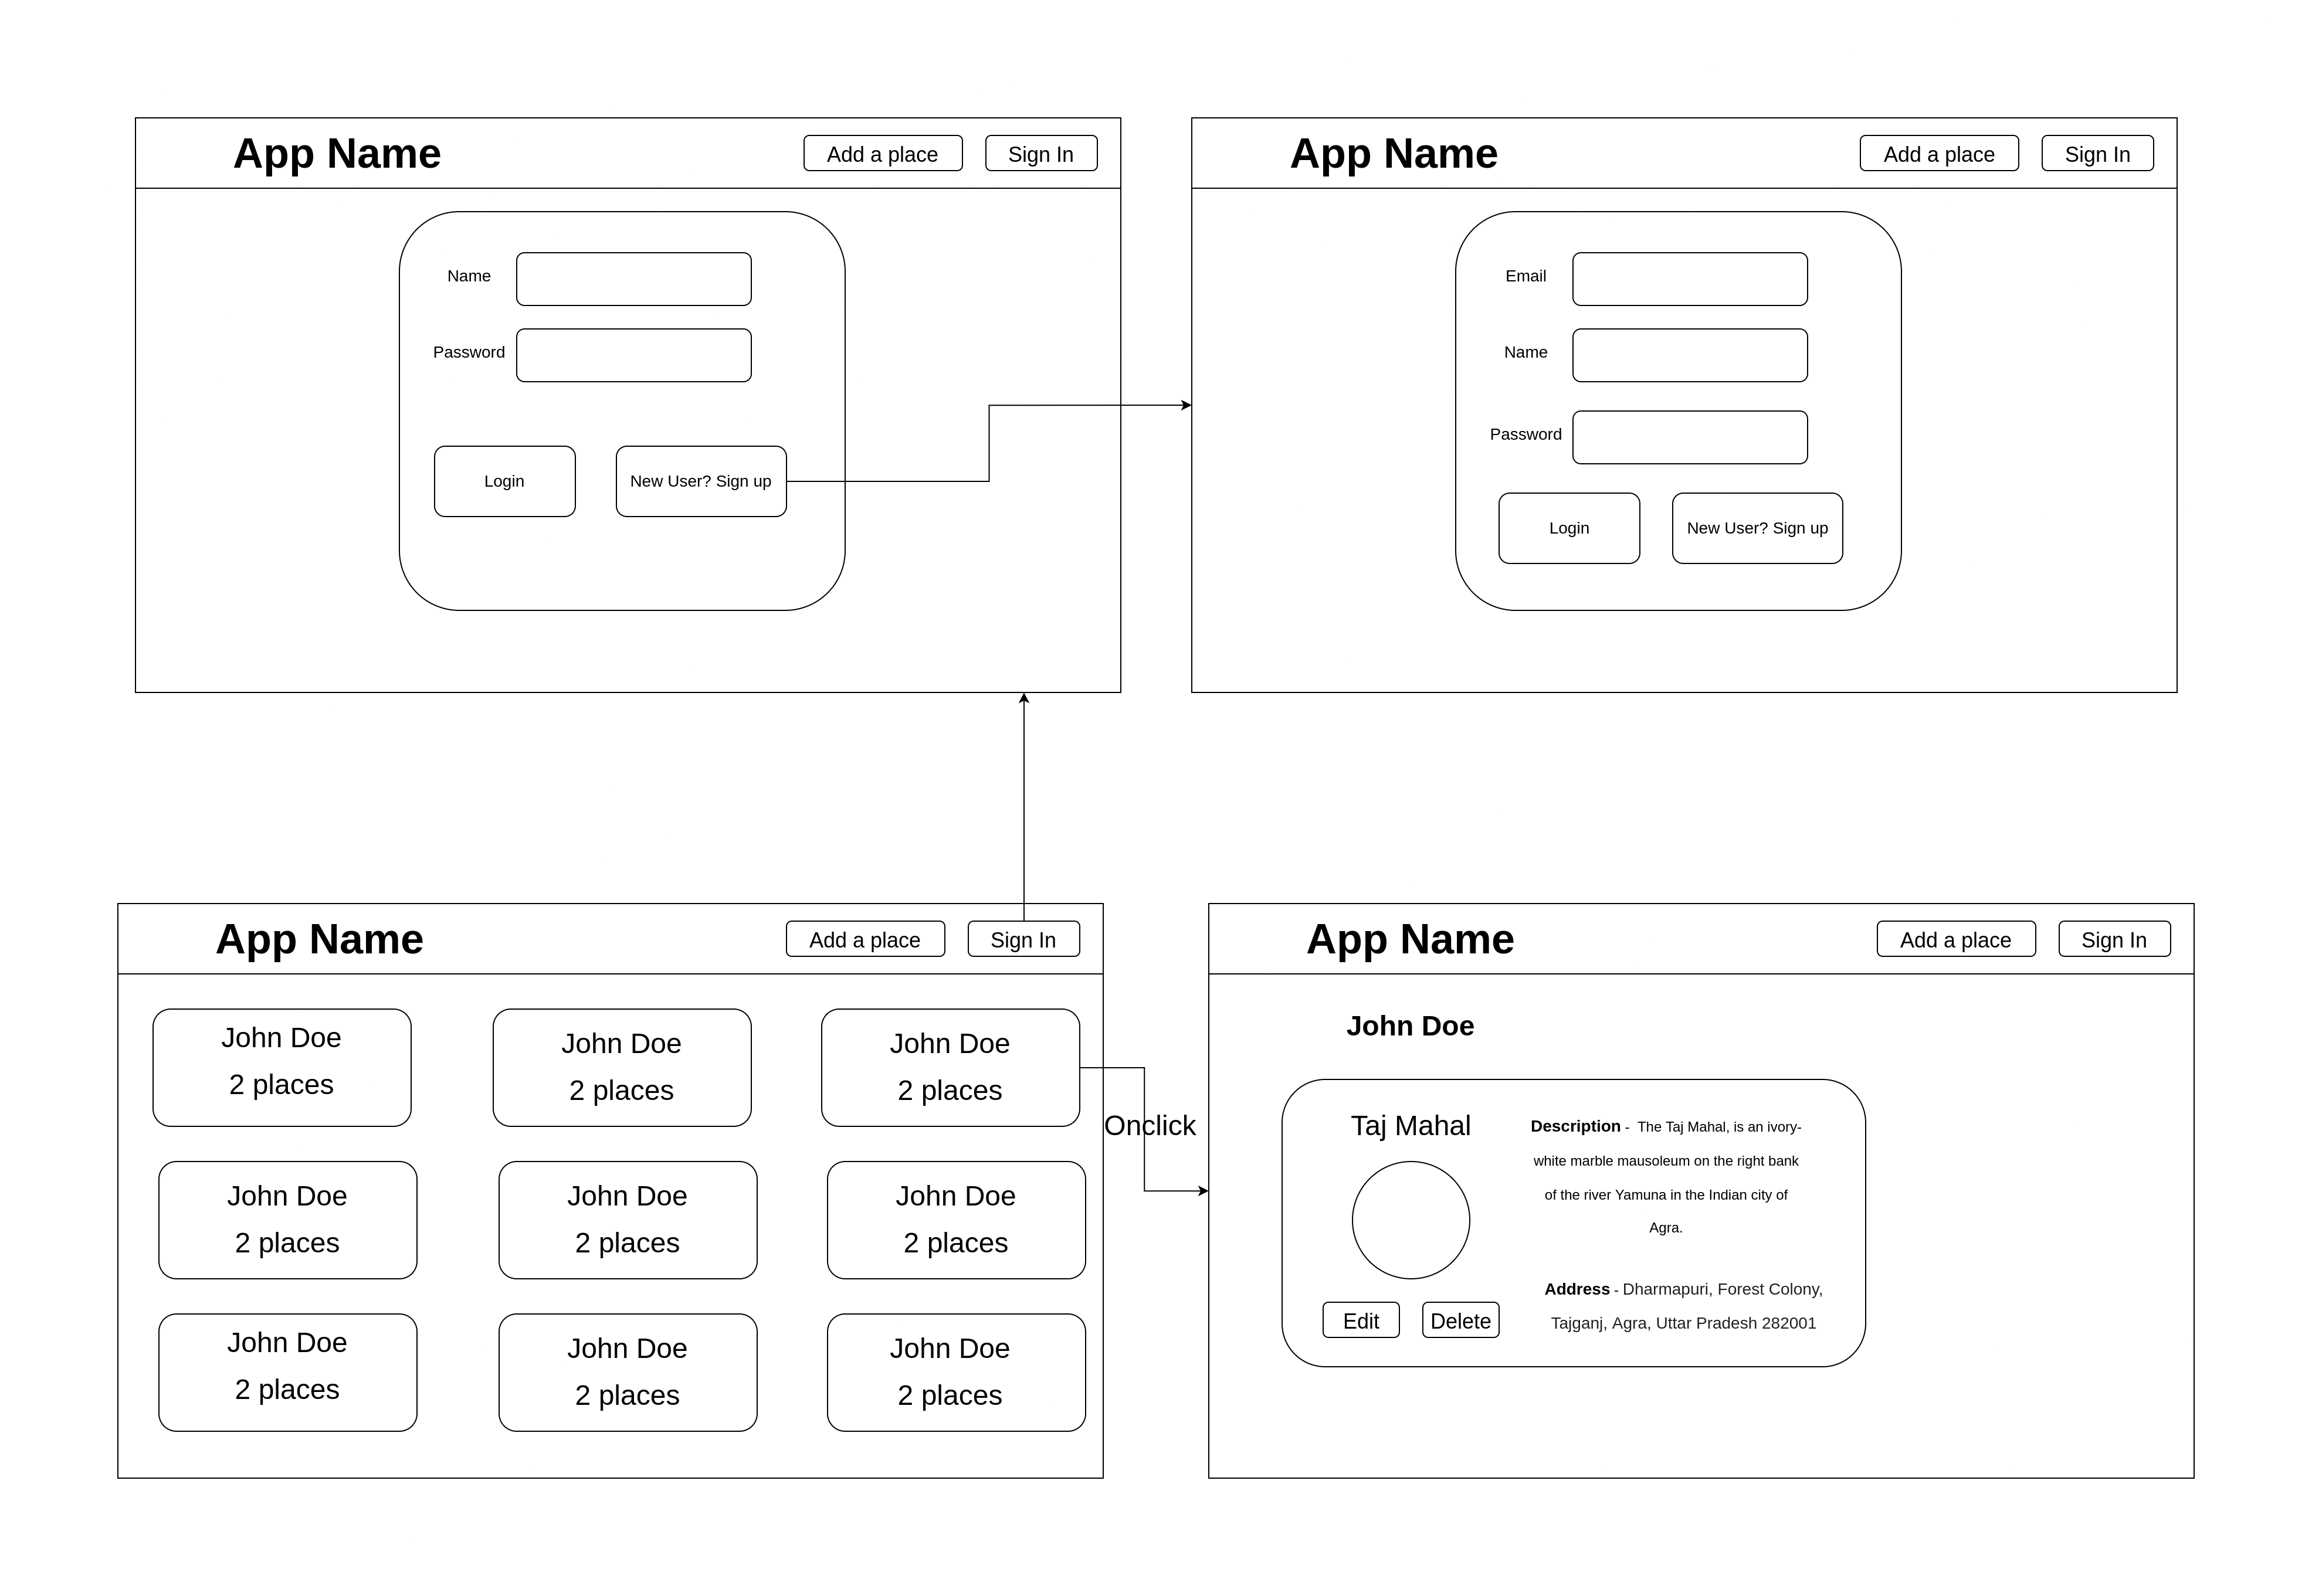 App Name
Add a place
Sign In
Name
Password
Login
New User? Sign up
App Name
Add a place
Sign In
Email
Name
Password
Login
New User? Sign up
App Name
Add a place
Sign In
John Doe
2 places
John Doe
2 places
John Doe
2 places
John Doe
2 places
John Doe
2 places
John Doe
2 places
John Doe
2 places
John Doe
2 places
John Doe
2 places
Onclick
App Name
Add a place
Sign In
John Doe
Taj Mahal
Edit
Delete
Description - The Taj Mahal, is an ivory-
white marble mausoleum on the right bank
of the river Yamuna in the Indian city of
Agra.
Address - Dharmapuri, Forest Colony,
Tajganj, Agra, Uttar Pradesh 282001